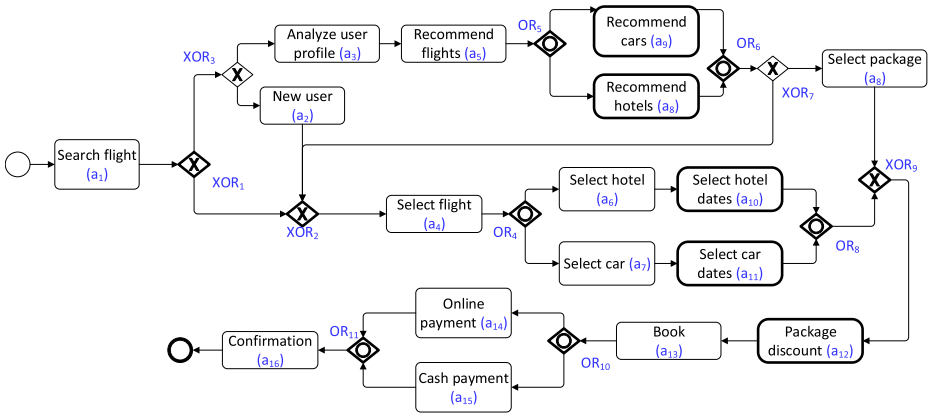 Analyze user
profile (a3)
Recommend
flights (a5)
OR5
Recommend
cars (a9)
OR6
Select package
(a8)
XOR3
X
New user
(a2)
Recommend
hotels (a8)
X
XOR7
Search flight
(a1)
X
XOR1
X
XOR2
Select flight
(a4)
OR4
Select hotel
(a6)
Select hotel
dates (a10)
X
XOR9
Select car (a7)
Select car
dates (a11)
OR8
Confirmation
(a16)
OR11
Online
payment (a14)
Cash payment
(a15)
OR10
Book
(a13)
Package
discount (a12)